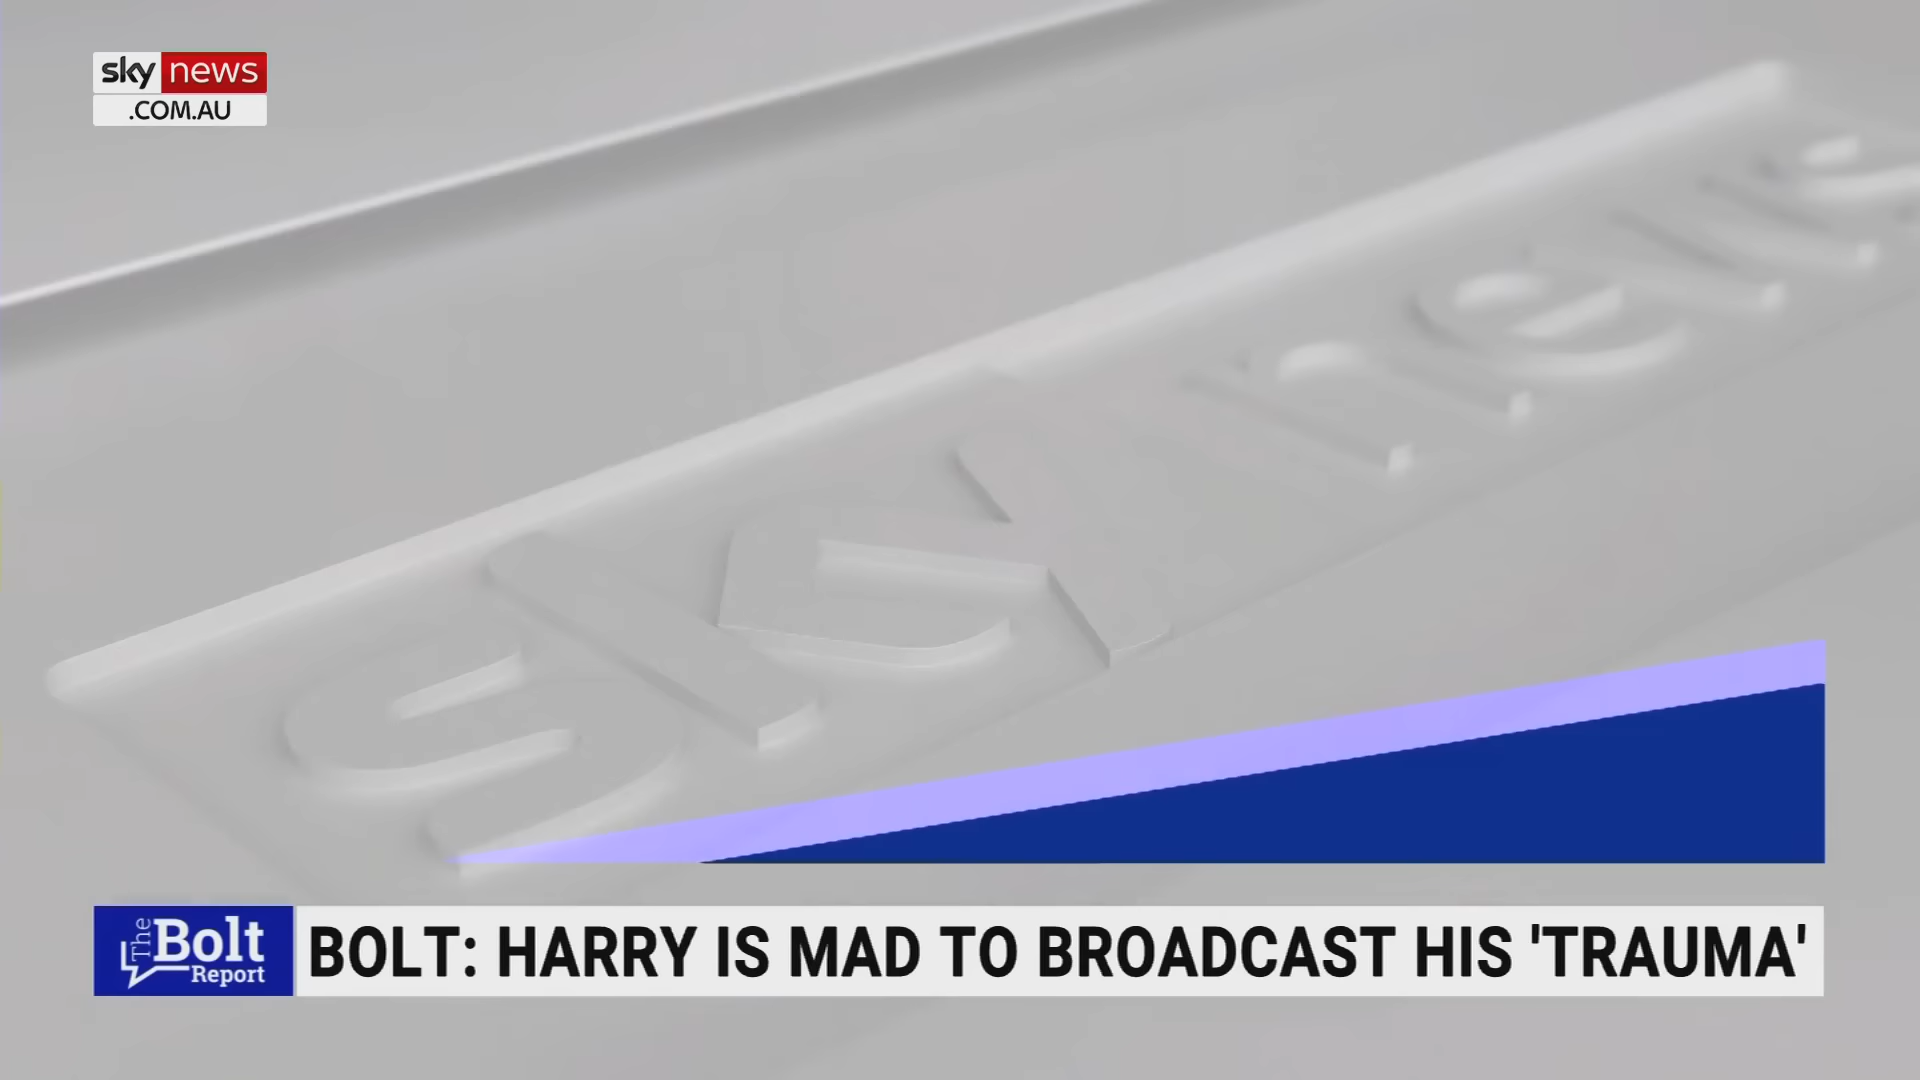 sky news
.COM.AU
sky news
The Bolt Report
BOLT: HARRY IS MAD TO BROADCAST HIS 'TRAUMA'